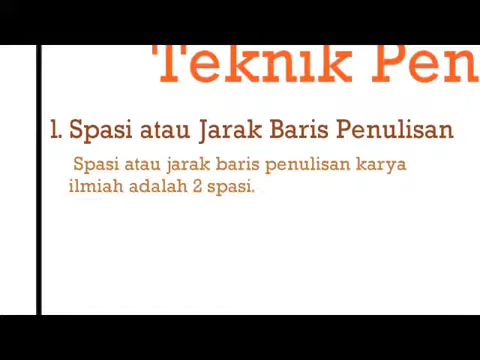 Teknik Pen
1. Spasi atau Jarak Baris Penulisan
Spasi atau jarak baris penulisan karya
ilmiah adalah 2 spasi.